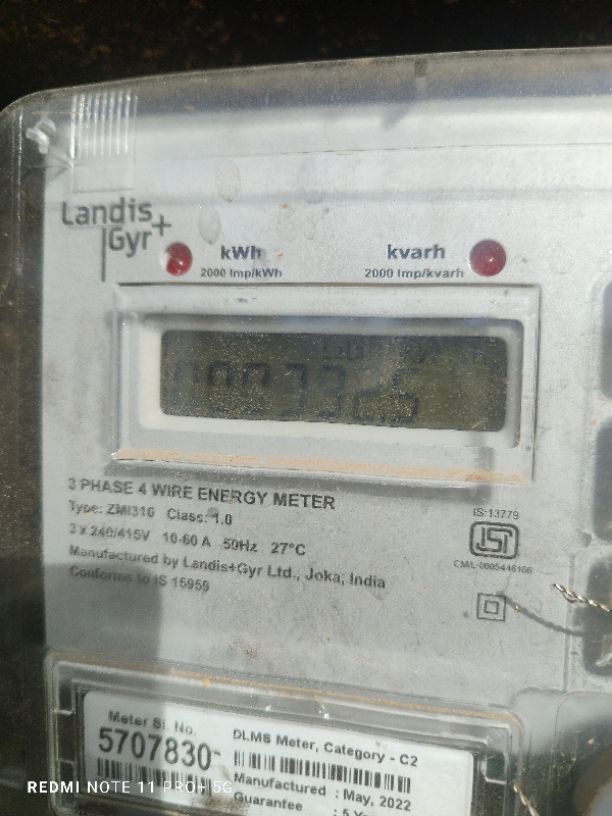 Landis
Gyr+
kWh
2000 Imp/kWh
kvarh
2000 Imp/kvarh
3 PHASE 4 WIRE ENERGY METER
Type: ZMI310 Class: 1.0
3 x 240/415V 10-60 A 50Hz 27°C
Manufactured by Landis+Gyr Ltd., Joka, India
Conforms to IS 15959
IS:13779
ISI
CM/L-0005446166
Meter Sl. No.
5707830
DLMS Meter, Category - C2
Manufactured : May, 2022
Guarantee
REDMI NOTE 11 PRO+ 5G